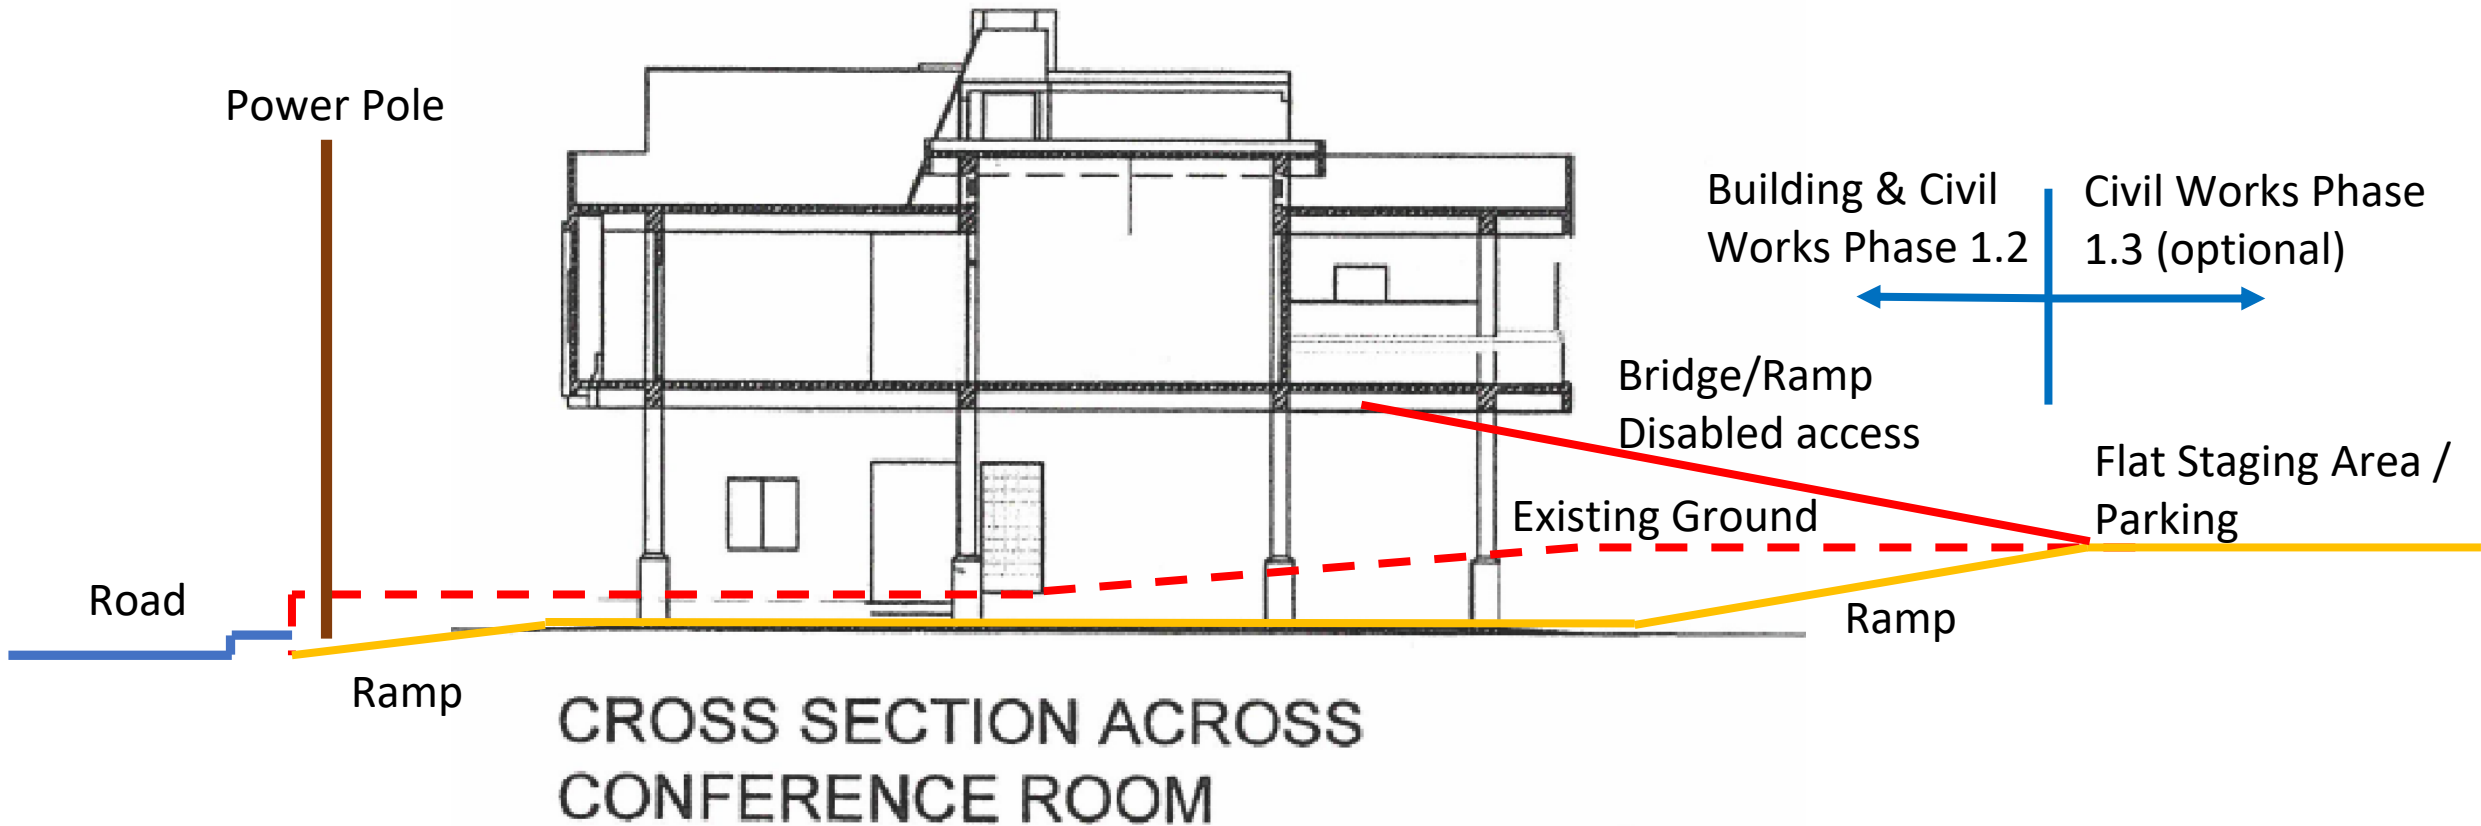 Power Pole
Building & Civil
Works Phase 1.2
Civil Works Phase
1.3 (optional)
Bridge/Ramp
Disabled access
Flat Staging Area /
Parking
Existing Ground
Road
Ramp
Ramp
CROSS SECTION ACROSS
CONFERENCE ROOM